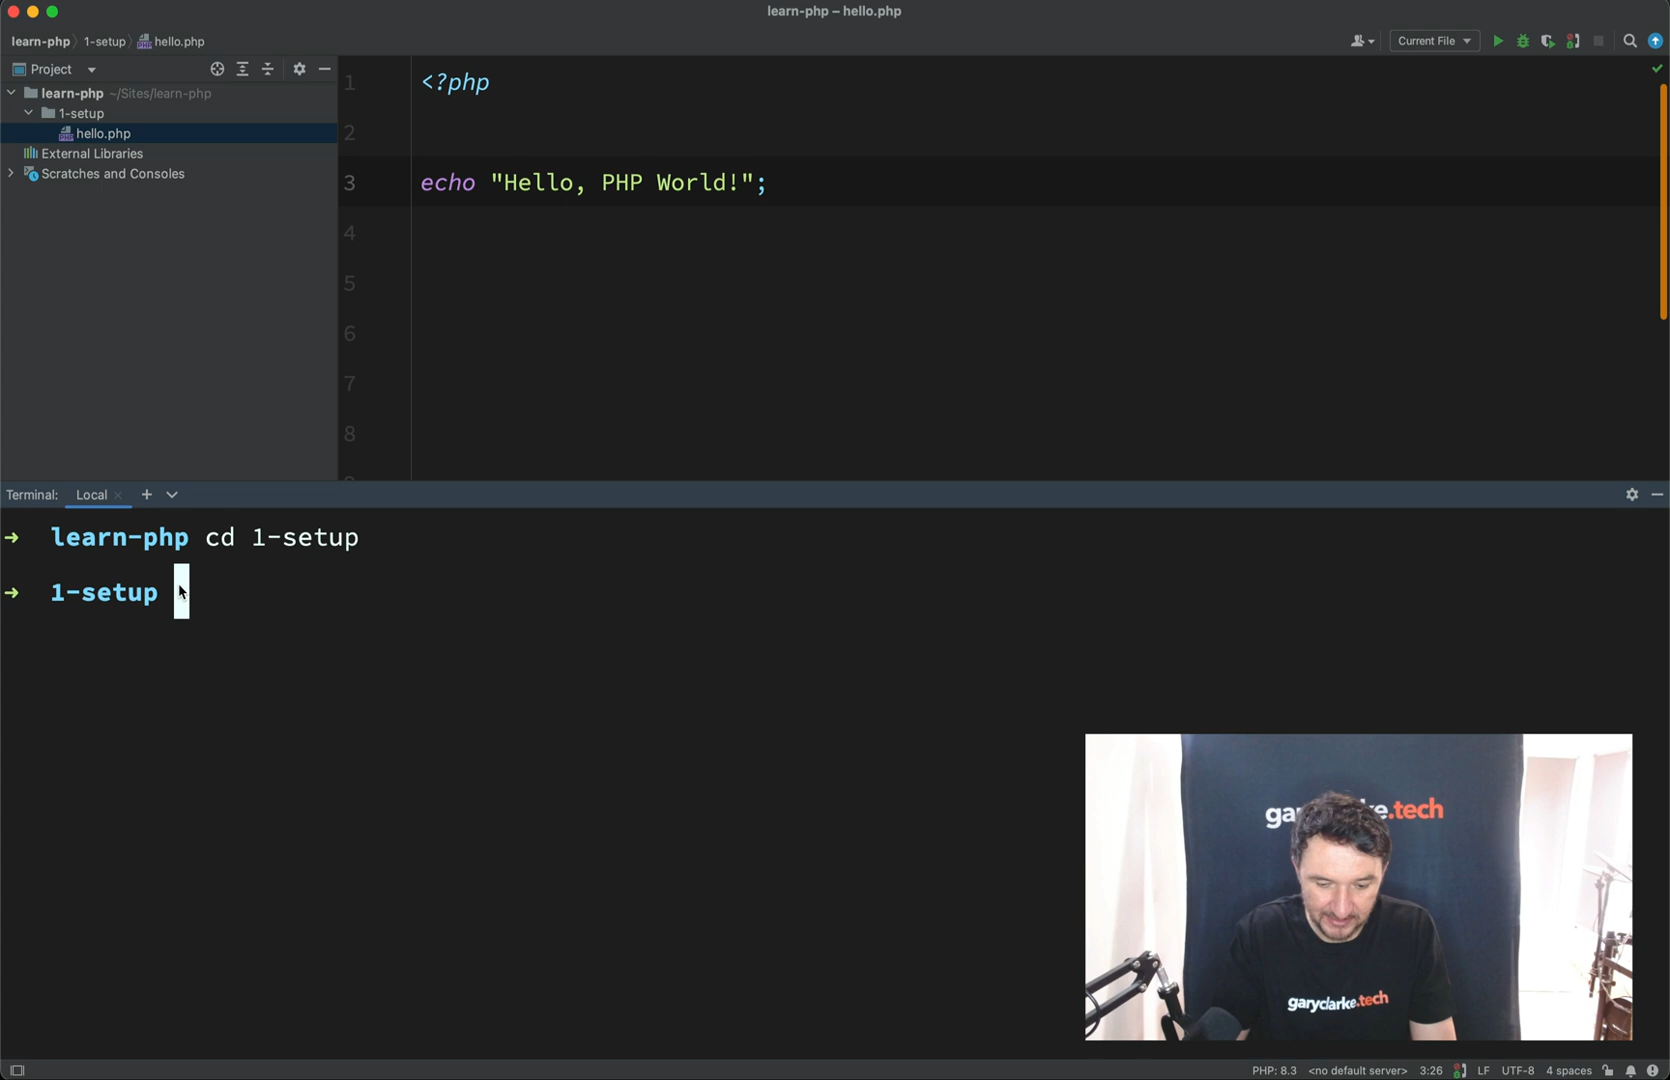 learn-php – hello.php
learn-php 1-setup hello.php
Current File
Project
learn-php ~/Sites/learn-php
1-setup
hello.php
External Libraries
Scratches and Consoles
1 <?php
2
3 echo "Hello, PHP World!";
4
5
6
7
8
Terminal: Local
→ learn-php cd 1-setup
→ 1-setup
.tech
garyclarke.tech
PHP: 8.3 <no default server> 3:26 LF UTF-8 4 spaces